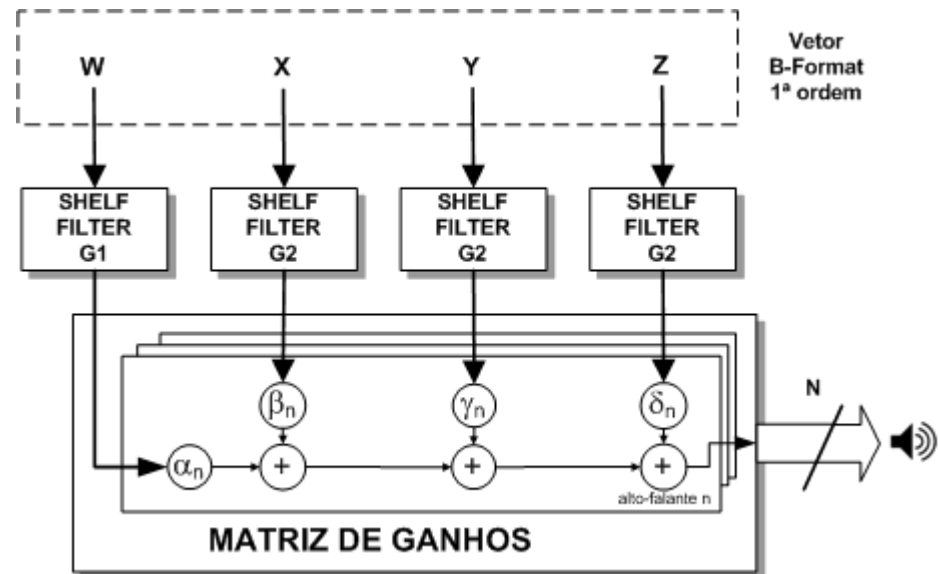 W
X
Y
Z
Vetor
B-Format
1ª ordem
SHELF
FILTER
G1
SHELF
FILTER
G2
SHELF
FILTER
G2
SHELF
FILTER
G2
βn
γn
δn
αn
+
+
+
alto-falante n
N
MATRIZ DE GANHOS